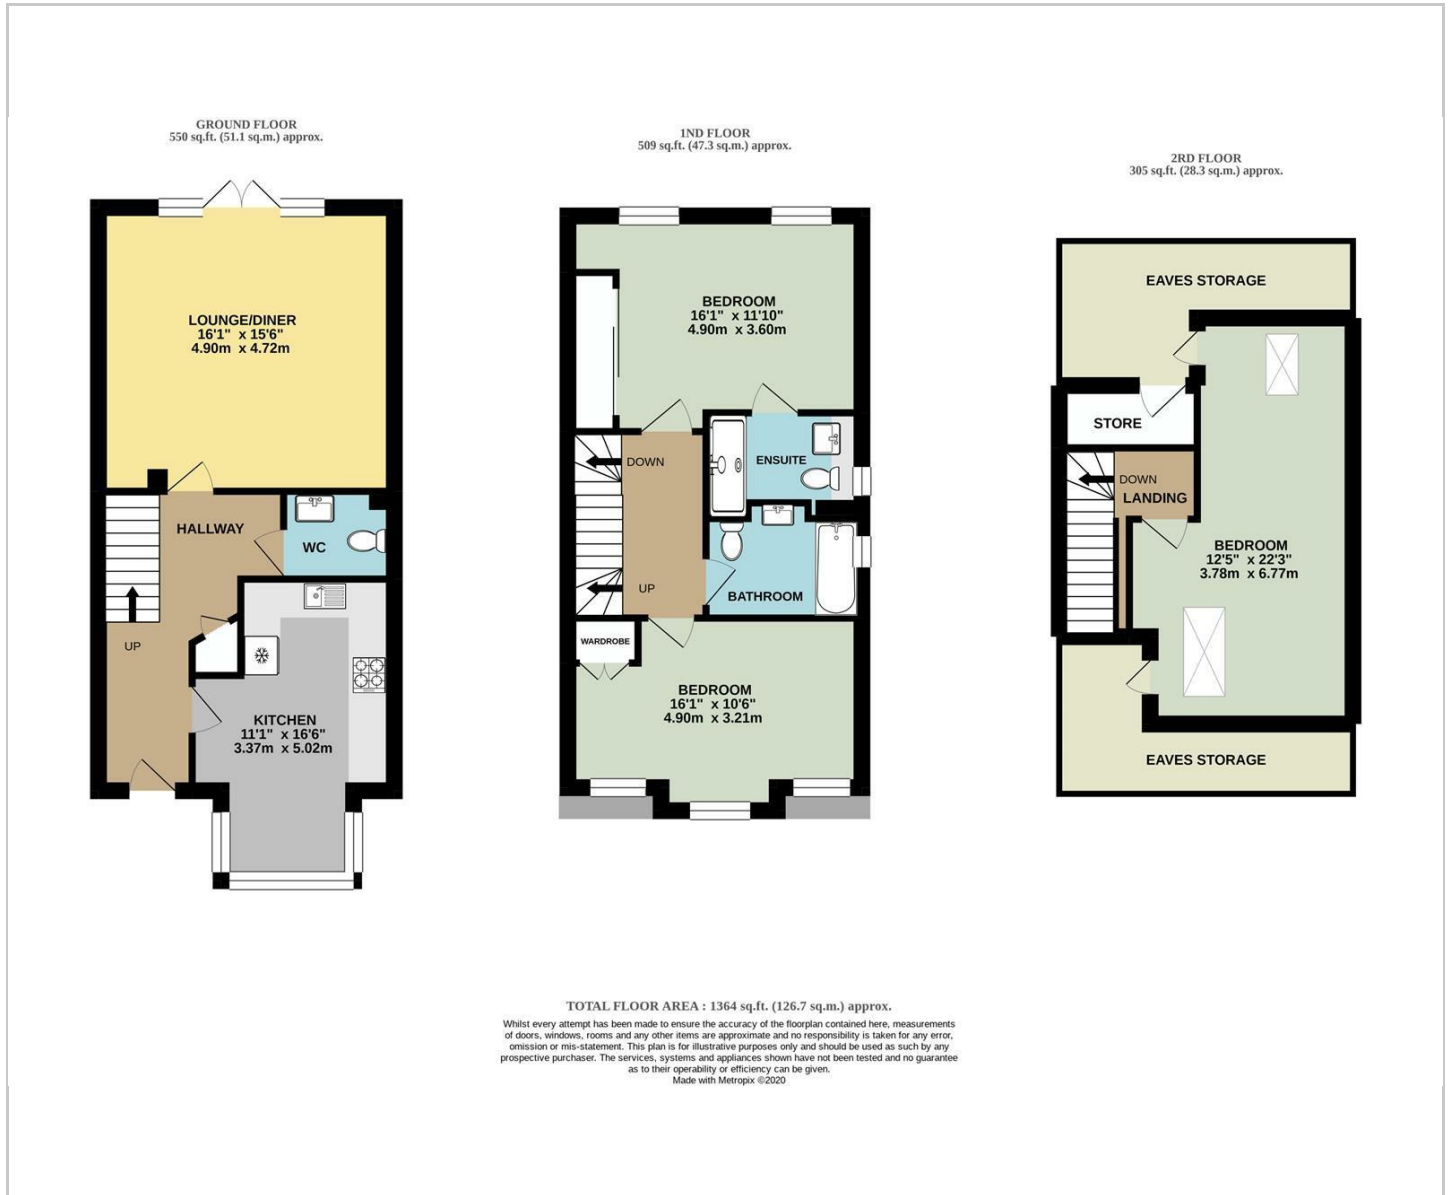 GROUND FLOOR
550 sq.ft. (51.1 sq.m.) approx.
LOUNGE/DINER
16'1" x 15'6"
4.90m x 4.72m
HALLWAY
WC
UP
KITCHEN
11'1" x 16'6"
3.37m x 5.02m
1ND FLOOR
509 sq.ft. (47.3 sq.m.) approx.
BEDROOM
16'1" x 11'10"
4.90m x 3.60m
DOWN
ENSUITE
UP
BATHROOM
WARDROBE
BEDROOM
16'1" x 10'6"
4.90m x 3.21m
2RD FLOOR
305 sq.ft. (28.3 sq.m.) approx.
EAVES STORAGE
STORE
DOWN
LANDING
BEDROOM
12'5" x 22'3"
3.78m x 6.77m
EAVES STORAGE
TOTAL FLOOR AREA : 1364 sq.ft. (126.7 sq.m.) approx.
Whilst every attempt has been made to ensure the accuracy of the floorplan contained here, measurements
of doors, windows, rooms and any other items are approximate and no responsibility is taken for any error,
omission or mis-statement. This plan is for illustrative purposes only and should be used as such by any
prospective purchaser. The services, systems and appliances shown have not been tested and no guarantee
as to their operability or efficiency can be given.
Made with Metropix ©2020